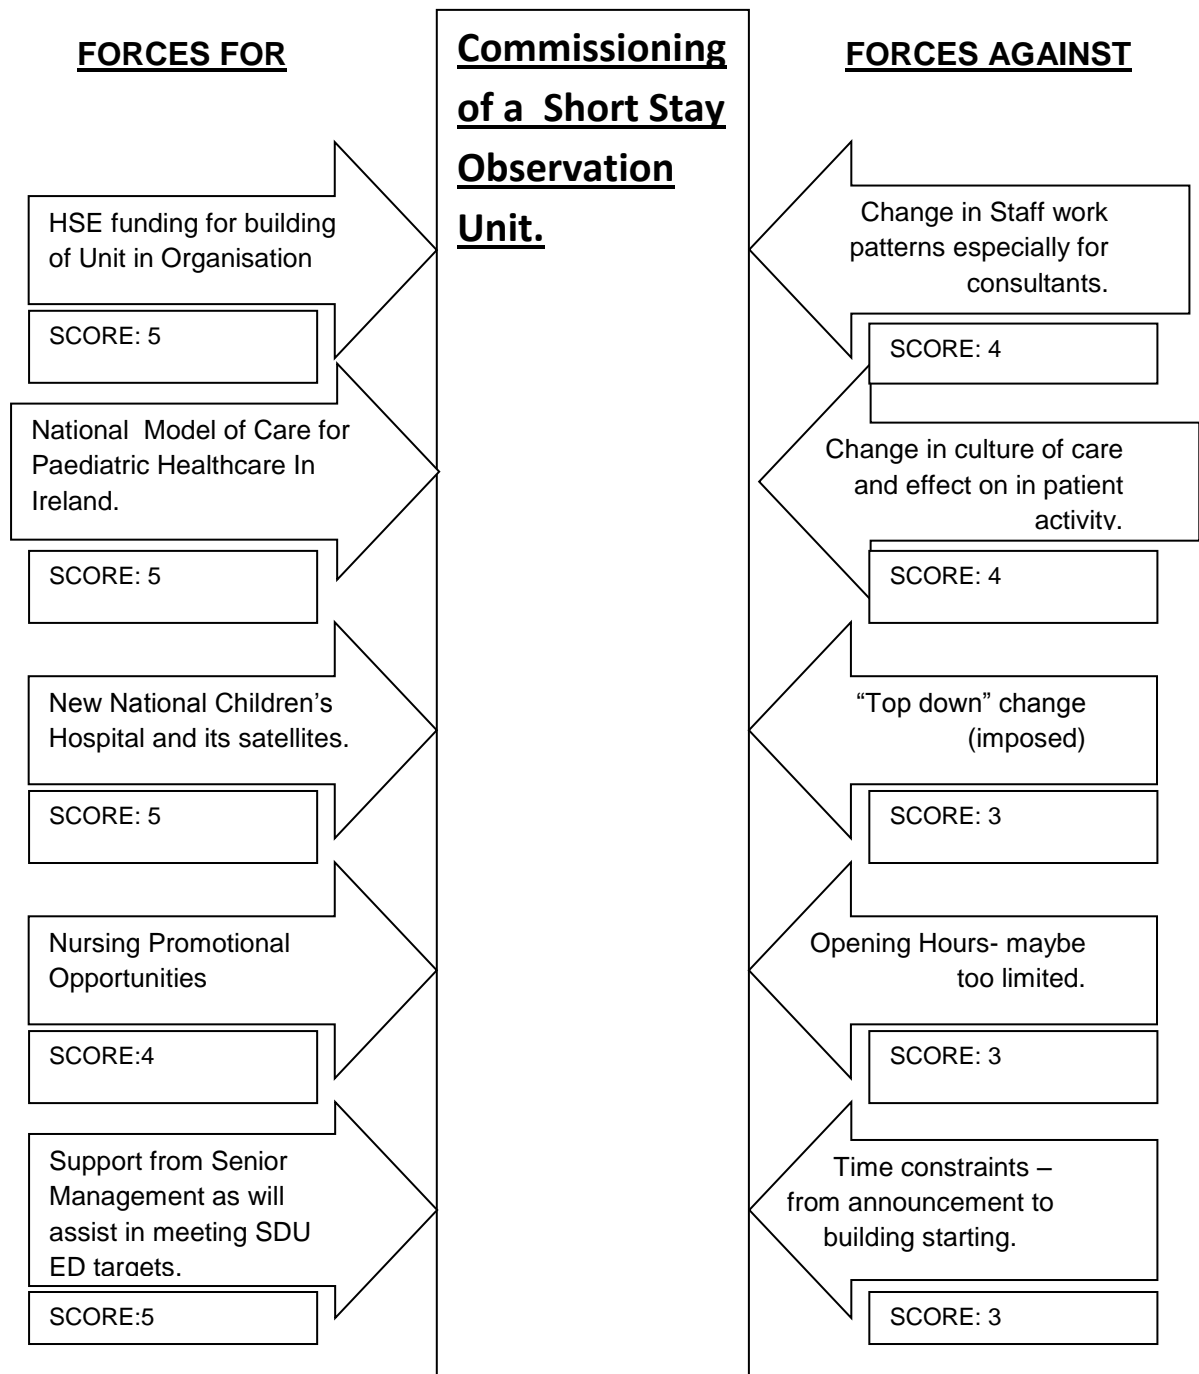 FORCES FOR
Commissioning
of a Short Stay
Observation
Unit.
FORCES AGAINST
HSE funding for building
of Unit in Organisation
SCORE: 5
National Model of Care for
Paediatric Healthcare In
Ireland.
SCORE: 5
New National Children’s
Hospital and its satellites.
SCORE: 5
Nursing Promotional
Opportunities
SCORE:4
Support from Senior
Management as will
assist in meeting SDU
ED targets.
SCORE:5
Change in Staff work
patterns especially for
consultants.
SCORE: 4
Change in culture of care
and effect on in patient
activity.
SCORE: 4
“Top down” change
(imposed)
SCORE: 3
Opening Hours- maybe
too limited.
SCORE: 3
Time constraints –
from announcement to
building starting.
SCORE: 3